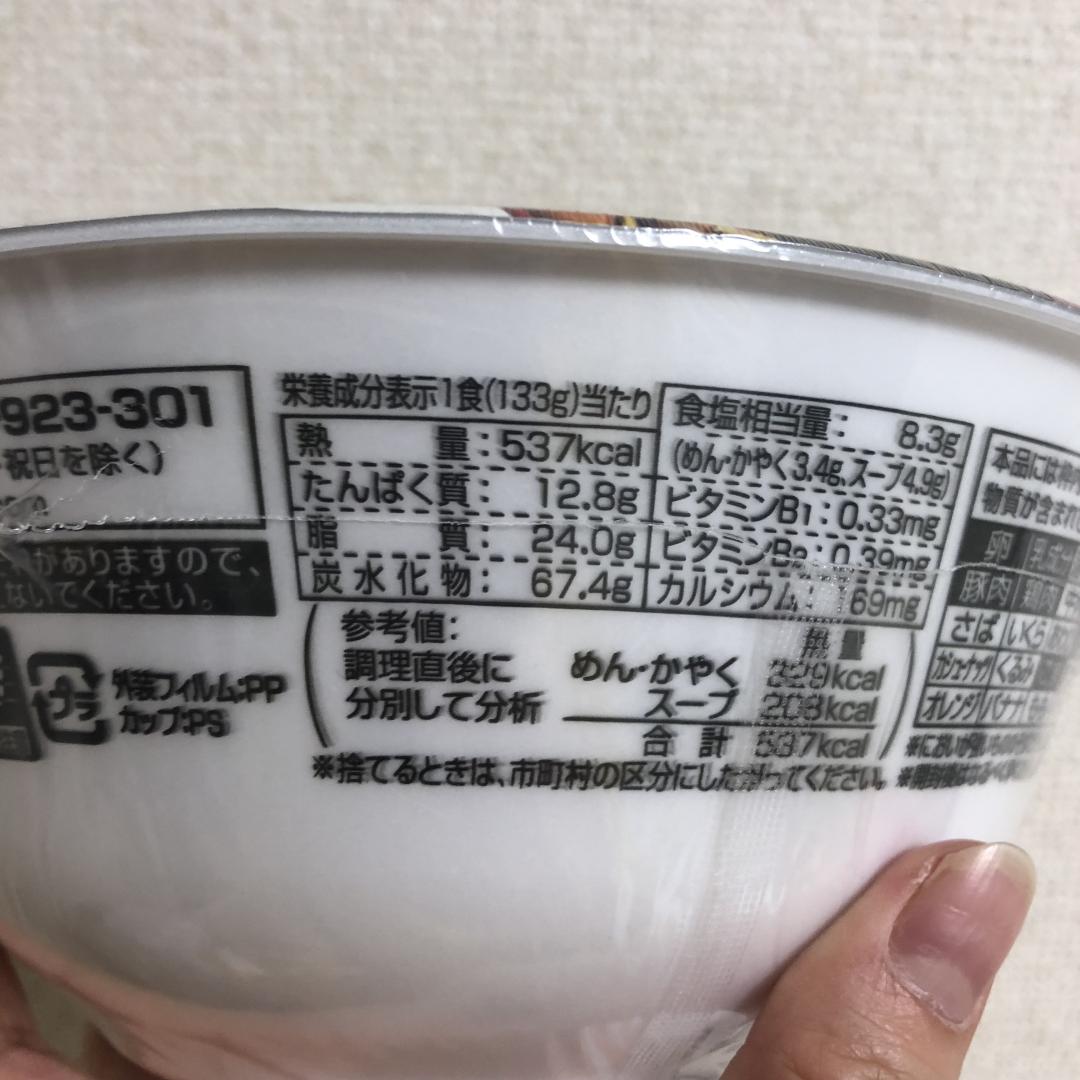 923-301
祝日を除く)
がありますので、
ないでください。
プラ
外装フィルム:PP
カップ:PS
栄養成分表示1食(133g)当たり
熱量:537kcal
たんぱく質:12.8g
脂質:24.0g
炭水化物:67.4g
食塩相当量:8.3g
(めん・かやく3.4g、スープ4.9g)
ビタミンB1:0.33mg
ビタミンB2:0.39mg
カルシウム:169mg
参考値:
調理直後に
分別して分析
熱量
めん・かやく 329kcal
スープ 208kcal
合計 537kcal
※捨てるときは、市町村の区分にしたがってください。
本品には
物質が含まれ
卵
豚肉 鶏肉
さば いくら
カシューナッツ くるみ
オレンジ バナナ